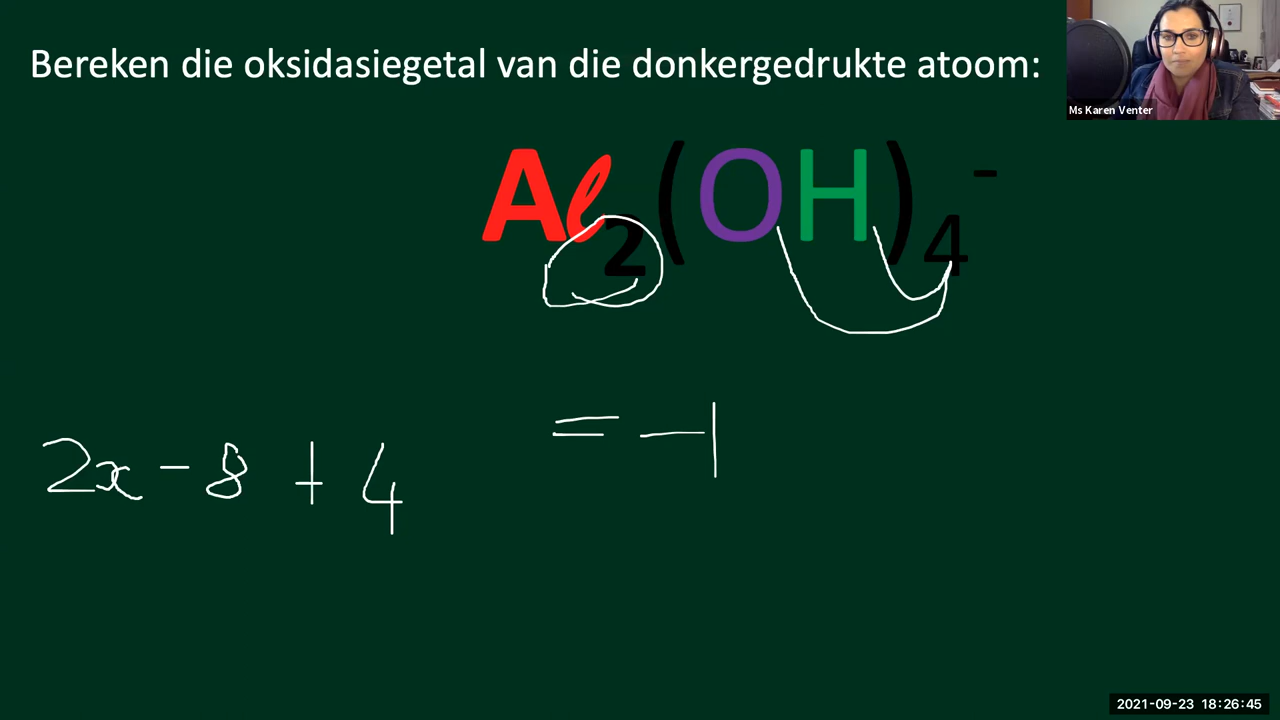 Bereken die oksidasiegetal van die donkergedrukte atoom:
Ms Karen Venter
Aℓ₂(OH)₄⁻
2x - 8 + 4 = -1
2021-09-23 18:26:45